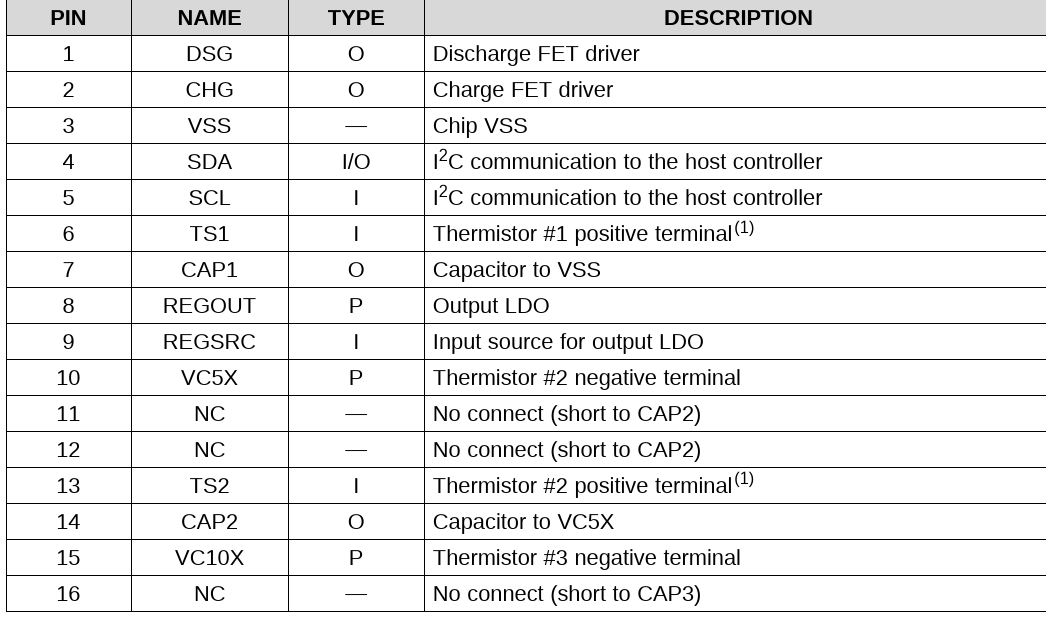 PIN NAME TYPE DESCRIPTION
1 DSG O Discharge FET driver
2 CHG O Charge FET driver
3 VSS — Chip VSS
4 SDA I/O I²C communication to the host controller
5 SCL I I²C communication to the host controller
6 TS1 I Thermistor #1 positive terminal(1)
7 CAP1 O Capacitor to VSS
8 REGOUT P Output LDO
9 REGSRC I Input source for output LDO
10 VC5X P Thermistor #2 negative terminal
11 NC — No connect (short to CAP2)
12 NC — No connect (short to CAP2)
13 TS2 I Thermistor #2 positive terminal(1)
14 CAP2 O Capacitor to VC5X
15 VC10X P Thermistor #3 negative terminal
16 NC — No connect (short to CAP3)